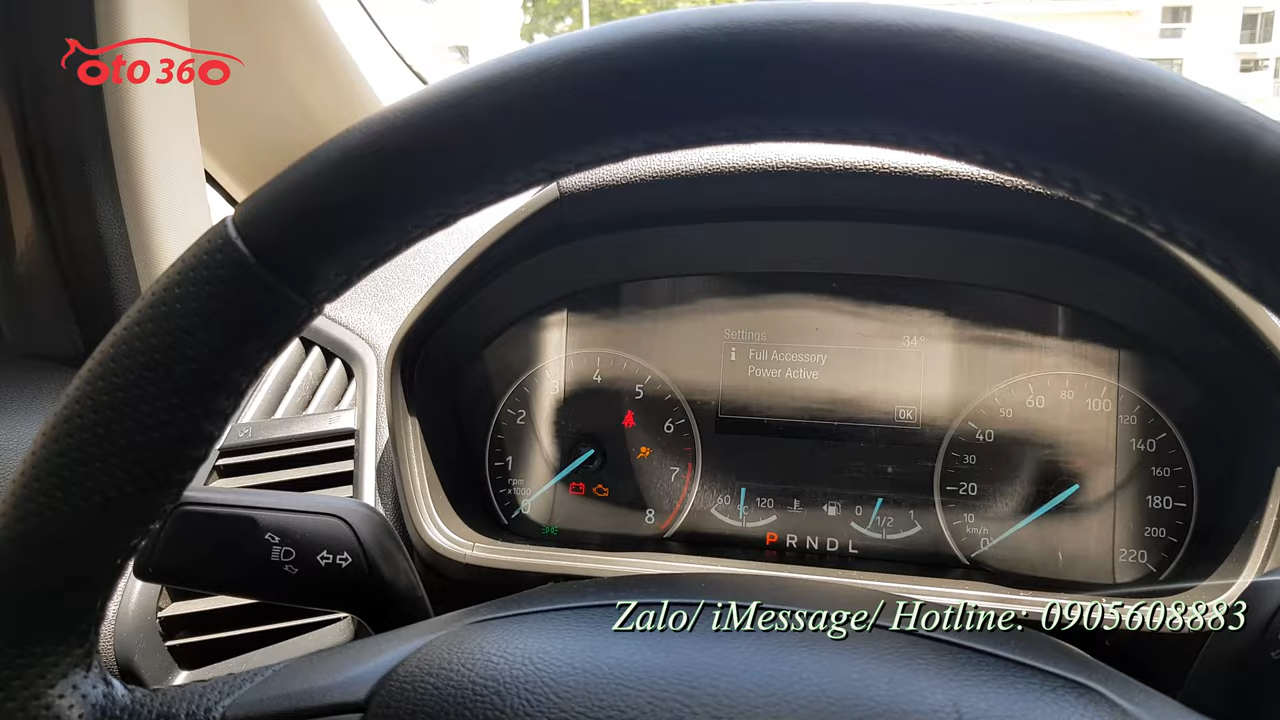 oto 360
Settings
34°
i Full Accessory
Power Active
OK
0 1 2 3 4 5 6 7 8
rpm
x1000
60 °C 120
0 1/2 1
P R N D L
0 10 20 30 40 50 60 80 100 120 140 160 180 200 220
km/h
Zalo/ iMessage/ Hotline: 0905608883